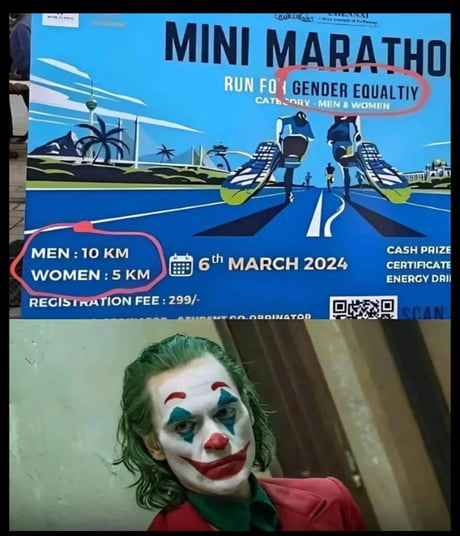 CHENNAI
MINI MARATHO
RUN FOR GENDER EQUALTIY
CATEGORY - MEN & WOMEN
MEN : 10 KM
WOMEN : 5 KM
6th MARCH 2024
CASH PRIZE
CERTIFICATE
ENERGY DRI
REGISTRATION FEE : 299/-
STUDENT CO-ORDINATOR
SCAN